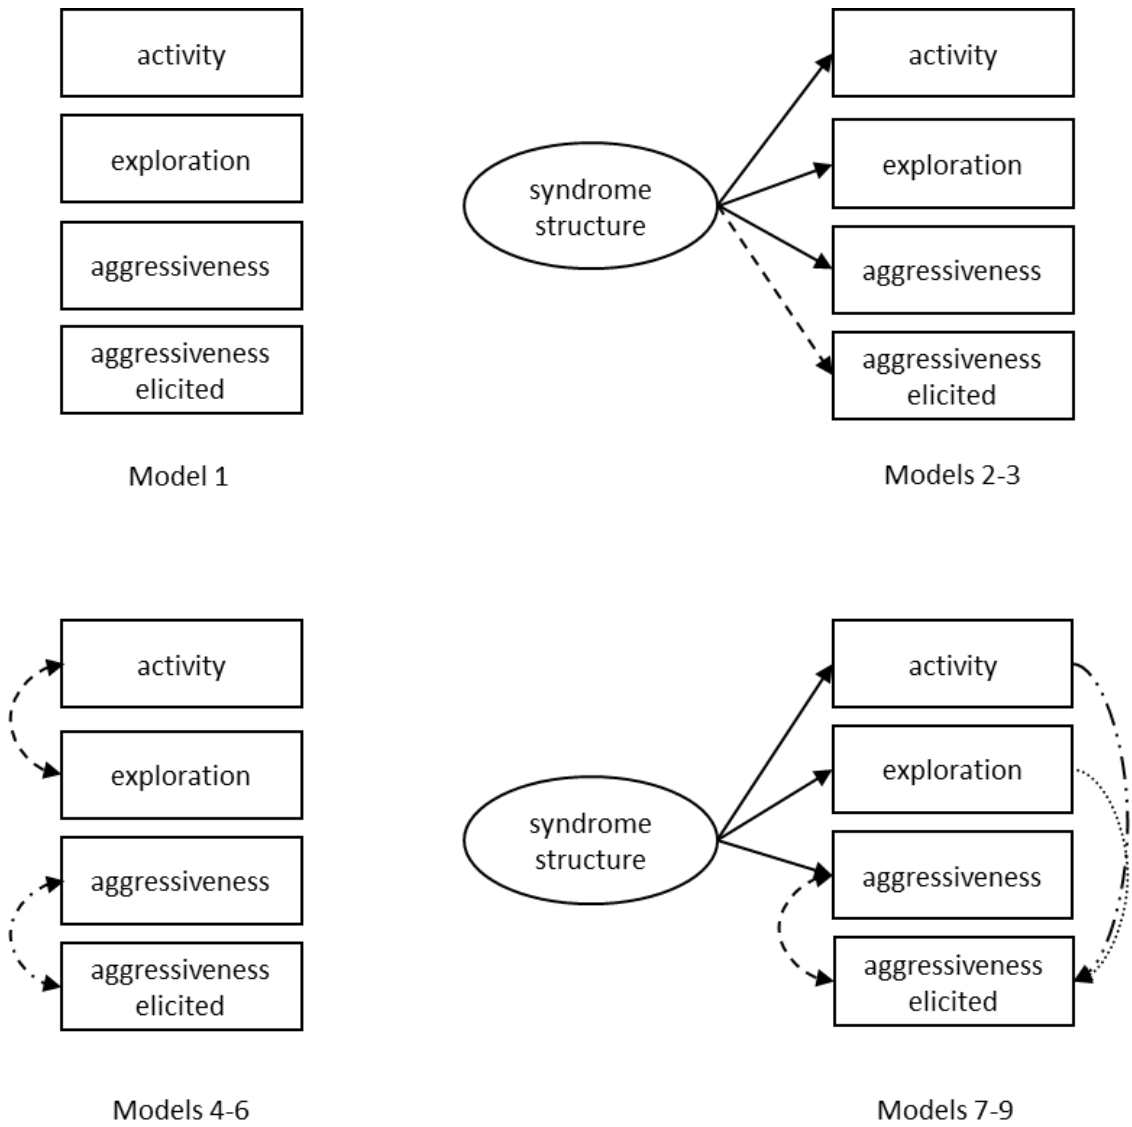 activity
exploration
aggressiveness
aggressiveness
elicited
Model 1
syndrome
structure
activity
exploration
aggressiveness
aggressiveness
elicited
Models 2-3
activity
exploration
aggressiveness
aggressiveness
elicited
Models 4-6
syndrome
structure
activity
exploration
aggressiveness
aggressiveness
elicited
Models 7-9